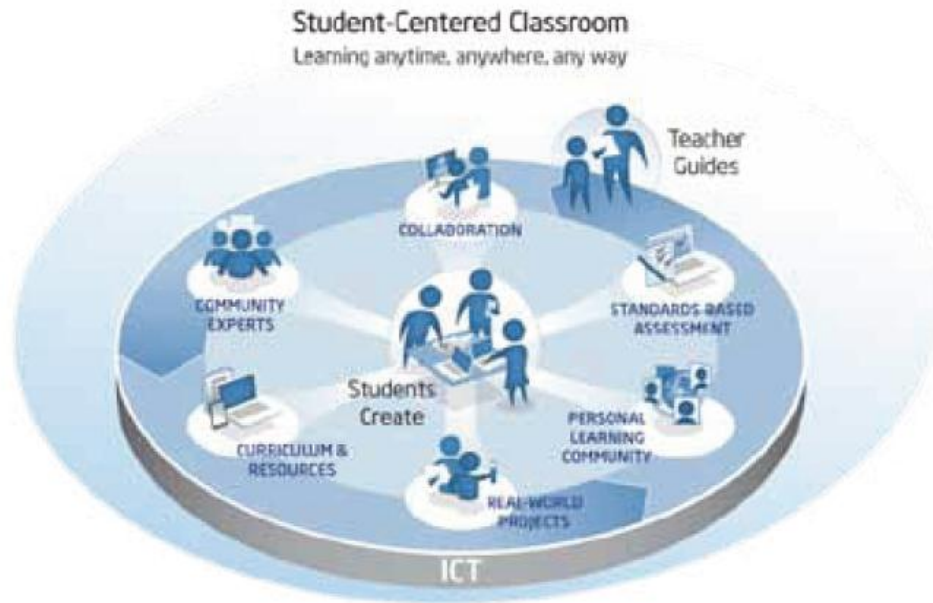 Student-Centered Classroom
Learning anytime, anywhere, any way
Teacher
Guides
COLLABORATION
COMMUNITY
EXPERTS
STANDARDS-BASED
ASSESSMENT
Students
Create
PERSONAL
LEARNING
COMMUNITY
CURRICULUM &
RESOURCES
REAL-WORLD
PROJECTS
ICT